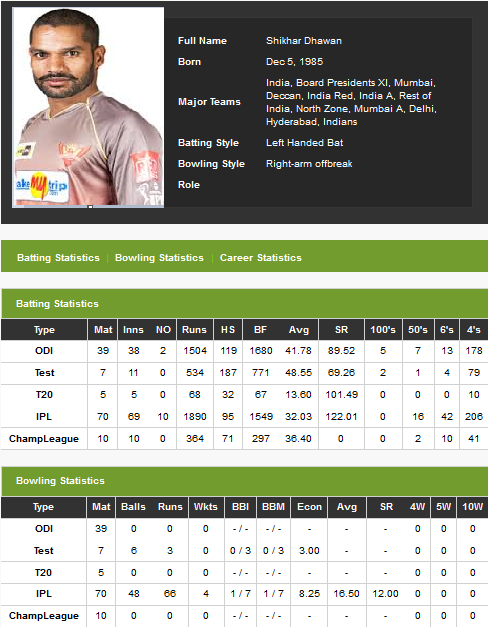 Full Name Shikhar Dhawan
Born Dec 5, 1985
Major Teams India, Board Presidents XI, Mumbai,
Deccan, India Red, India A, Rest of
India, North Zone, Mumbai A, Delhi,
Hyderabad, Indians
Batting Style Left Handed Bat
Bowling Style Right-arm offbreak
Role
ake my trip
.com
Batting Statistics | Bowling Statistics | Career Statistics
Batting Statistics
Type Mat Inns NO Runs HS BF Avg SR 100's 50's 6's 4's
ODI 39 38 2 1504 119 1680 41.78 89.52 5 7 13 178
Test 7 11 0 534 187 771 48.55 69.26 2 1 4 79
T20 5 5 0 68 32 67 13.60 101.49 0 0 0 10
IPL 70 69 10 1890 95 1549 32.03 122.01 0 16 42 206
ChampLeague 10 10 0 364 71 297 36.40 0 0 2 10 41
Bowling Statistics
Type Mat Balls Runs Wkts BBI BBM Econ Avg SR 4W 5W 10W
ODI 39 0 0 0 - / - - / - - - - 0 0 0
Test 7 6 3 0 0 / 3 0 / 3 3.00 - - 0 0 0
T20 5 0 0 0 - / - - / - - - - 0 0 0
IPL 70 48 66 4 1 / 7 1 / 7 8.25 16.50 12.00 0 0 0
ChampLeague 10 0 0 0 - / - - / - - - - 0 0 0